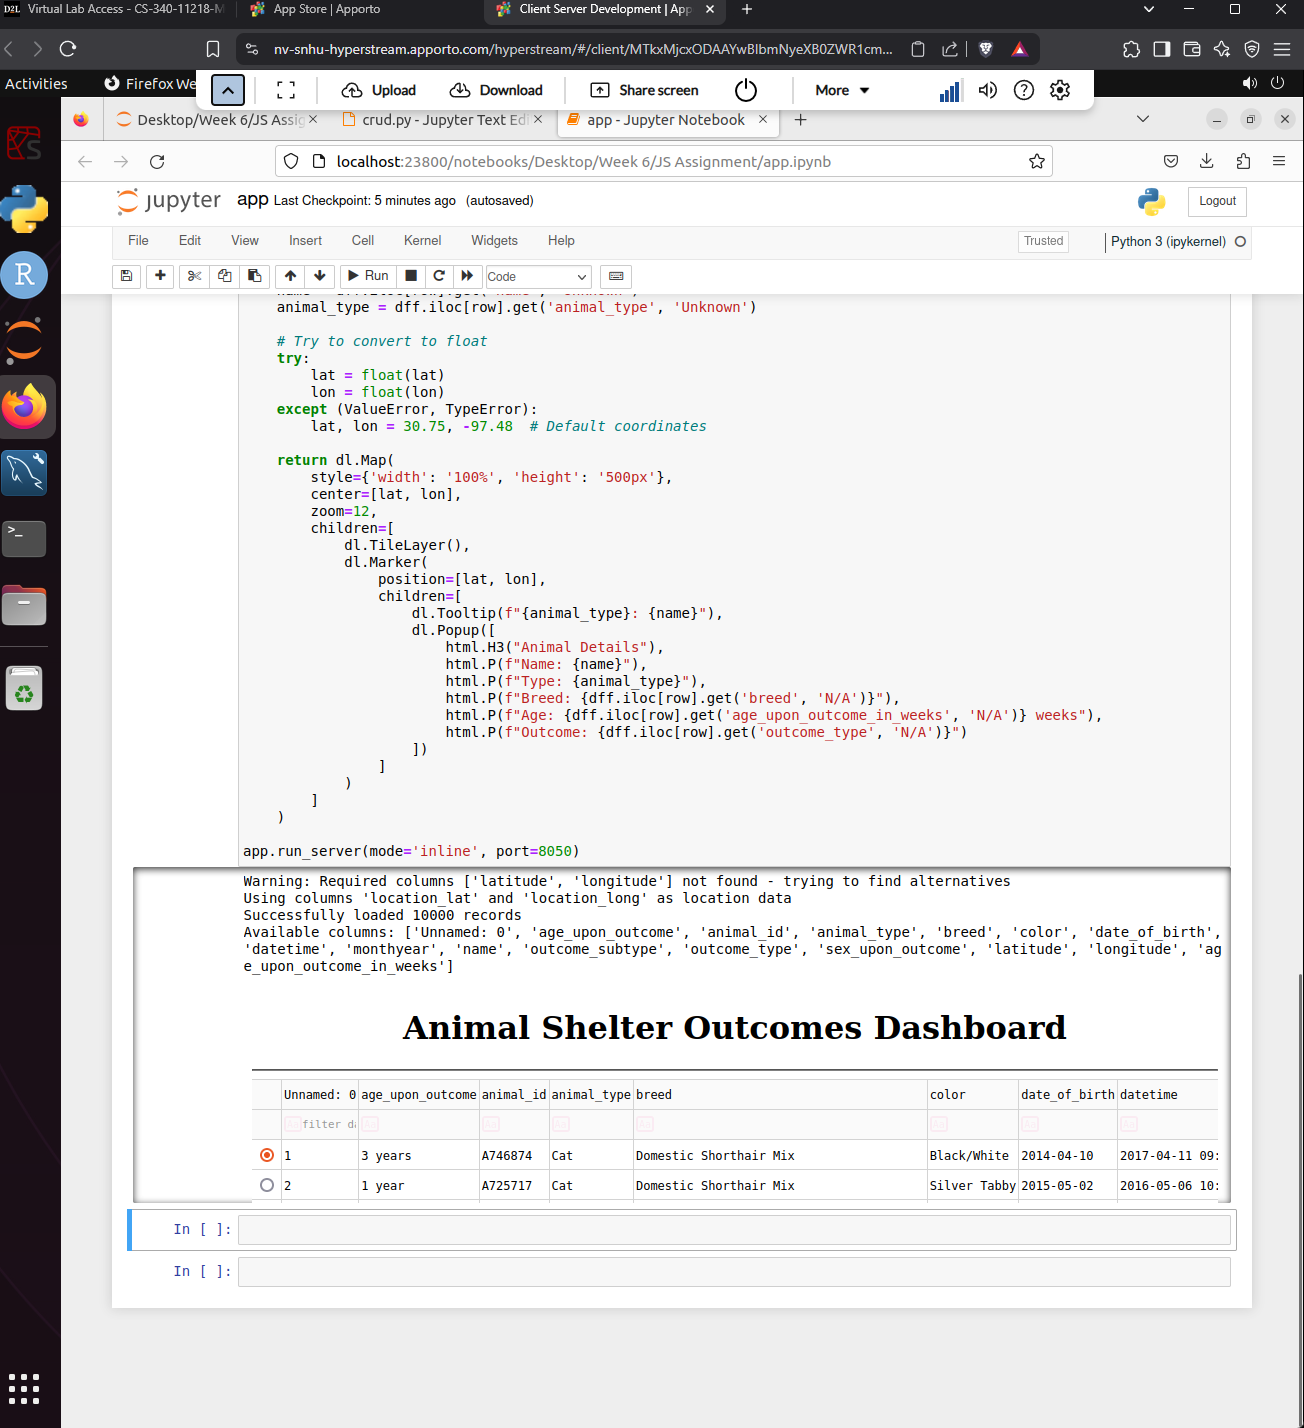 Virtual Lab Access - CS-340-11218-M
App Store | Apporto
Client Server Development | App
nv-snhu-hyperstream.apporto.com/hyperstream/#/client/MTkxMjcxODAAYwBIbmNyeXB0ZWR1cm...
Activities
Firefox We
Upload
Download
Share screen
More
Desktop/Week 6/JS Assig
crud.py - Jupyter Text Edi
app - Jupyter Notebook
localhost:23800/notebooks/Desktop/Week 6/JS Assignment/app.ipynb
jupyter
app Last Checkpoint: 5 minutes ago (autosaved)
Logout
File Edit View Insert Cell Kernel Widgets Help
Trusted
Python 3 (ipykernel)
Run
Code
animal_type = dff.iloc[row].get('animal_type', 'Unknown')
# Try to convert to float
try:
lat = float(lat)
lon = float(lon)
except (ValueError, TypeError):
lat, lon = 30.75, -97.48  # Default coordinates
return dl.Map(
style={'width': '100%', 'height': '500px'},
center=[lat, lon],
zoom=12,
children=[
dl.TileLayer(),
dl.Marker(
position=[lat, lon],
children=[
dl.Tooltip(f"{animal_type}: {name}"),
dl.Popup([
html.H3("Animal Details"),
html.P(f"Name: {name}"),
html.P(f"Type: {animal_type}"),
html.P(f"Breed: {dff.iloc[row].get('breed', 'N/A')}"),
html.P(f"Age: {dff.iloc[row].get('age_upon_outcome_in_weeks', 'N/A')} weeks"),
html.P(f"Outcome: {dff.iloc[row].get('outcome_type', 'N/A')}")
])
]
)
]
)
app.run_server(mode='inline', port=8050)
Warning: Required columns ['latitude', 'longitude'] not found - trying to find alternatives
Using columns 'location_lat' and 'location_long' as location data
Successfully loaded 10000 records
Available columns: ['Unnamed: 0', 'age_upon_outcome', 'animal_id', 'animal_type', 'breed', 'color', 'date_of_birth',
'datetime', 'monthyear', 'name', 'outcome_subtype', 'outcome_type', 'sex_upon_outcome', 'latitude', 'longitude', 'ag
e_upon_outcome_in_weeks']
Animal Shelter Outcomes Dashboard
Unnamed: 0 age_upon_outcome animal_id animal_type breed color date_of_birth datetime
filter da
1 3 years A746874 Cat Domestic Shorthair Mix Black/White 2014-04-10 2017-04-11 09:
2 1 year A725717 Cat Domestic Shorthair Mix Silver Tabby 2015-05-02 2016-05-06 10:
In [ ]:
In [ ]: